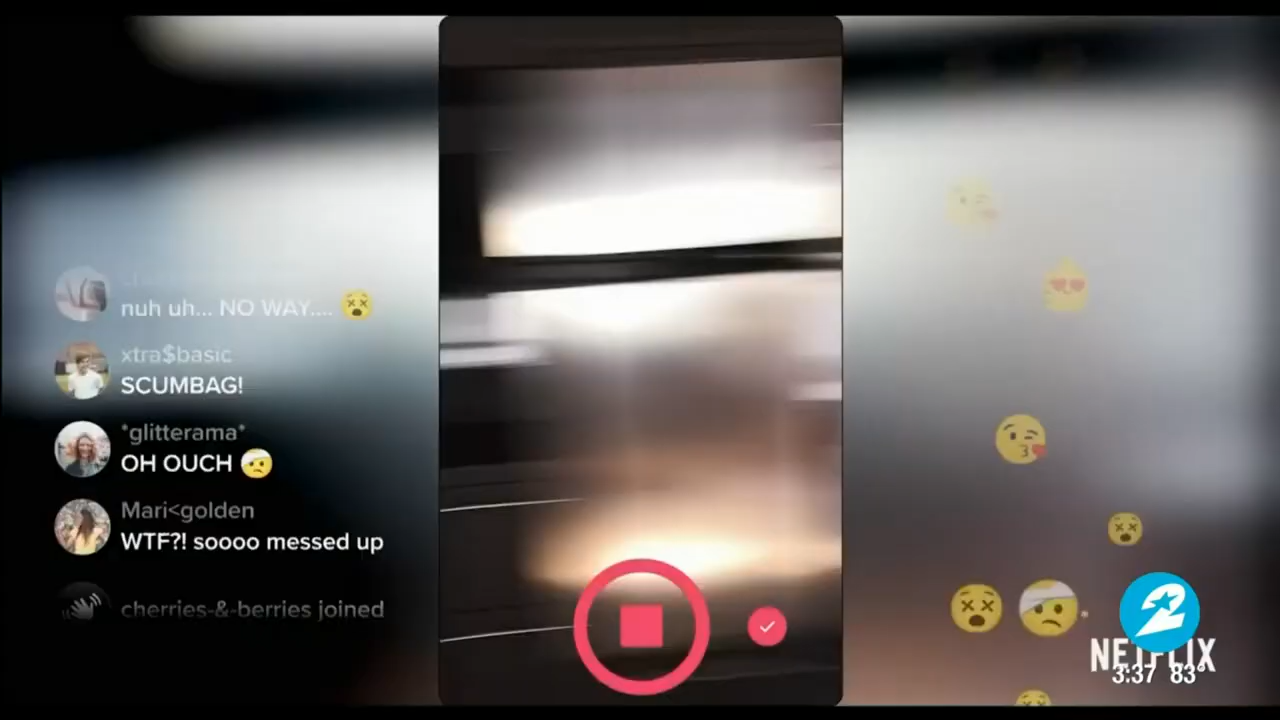 nuh uh... NO WAY....
xtra$basic
SCUMBAG!
*glitterama*
OH OUCH
Mari<golden
WTF?! soooo messed up
cherries-&-berries joined
2
NETFLIX
3:37 83°